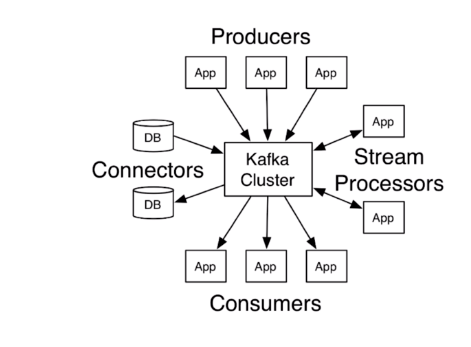 Producers
App
App
App
DB
App
Connectors
Kafka
Cluster
Stream
Processors
DB
App
App
App
App
Consumers